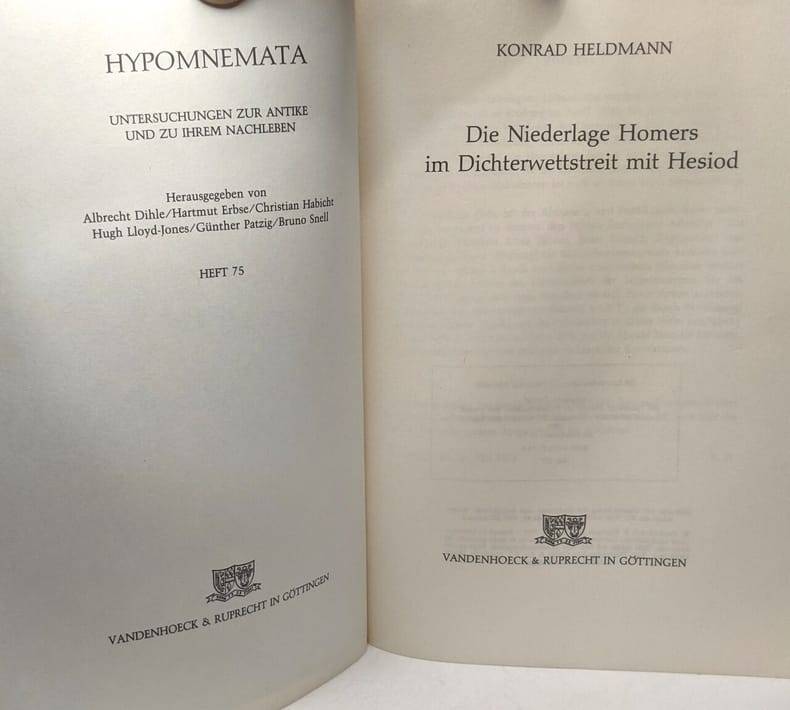 HYPOMNEMATA
UNTERSUCHUNGEN ZUR ANTIKE
UND ZU IHREM NACHLEBEN
Herausgegeben von
Albrecht Dihle/Hartmut Erbse/Christian Habicht
Hugh Lloyd-Jones/Günther Patzig/Bruno Snell
HEFT 75
VANDENHOECK & RUPRECHT IN GÖTTINGEN
KONRAD HELDMANN
Die Niederlage Homers
im Dichterwettstreit mit Hesiod
VANDENHOECK & RUPRECHT IN GÖTTINGEN